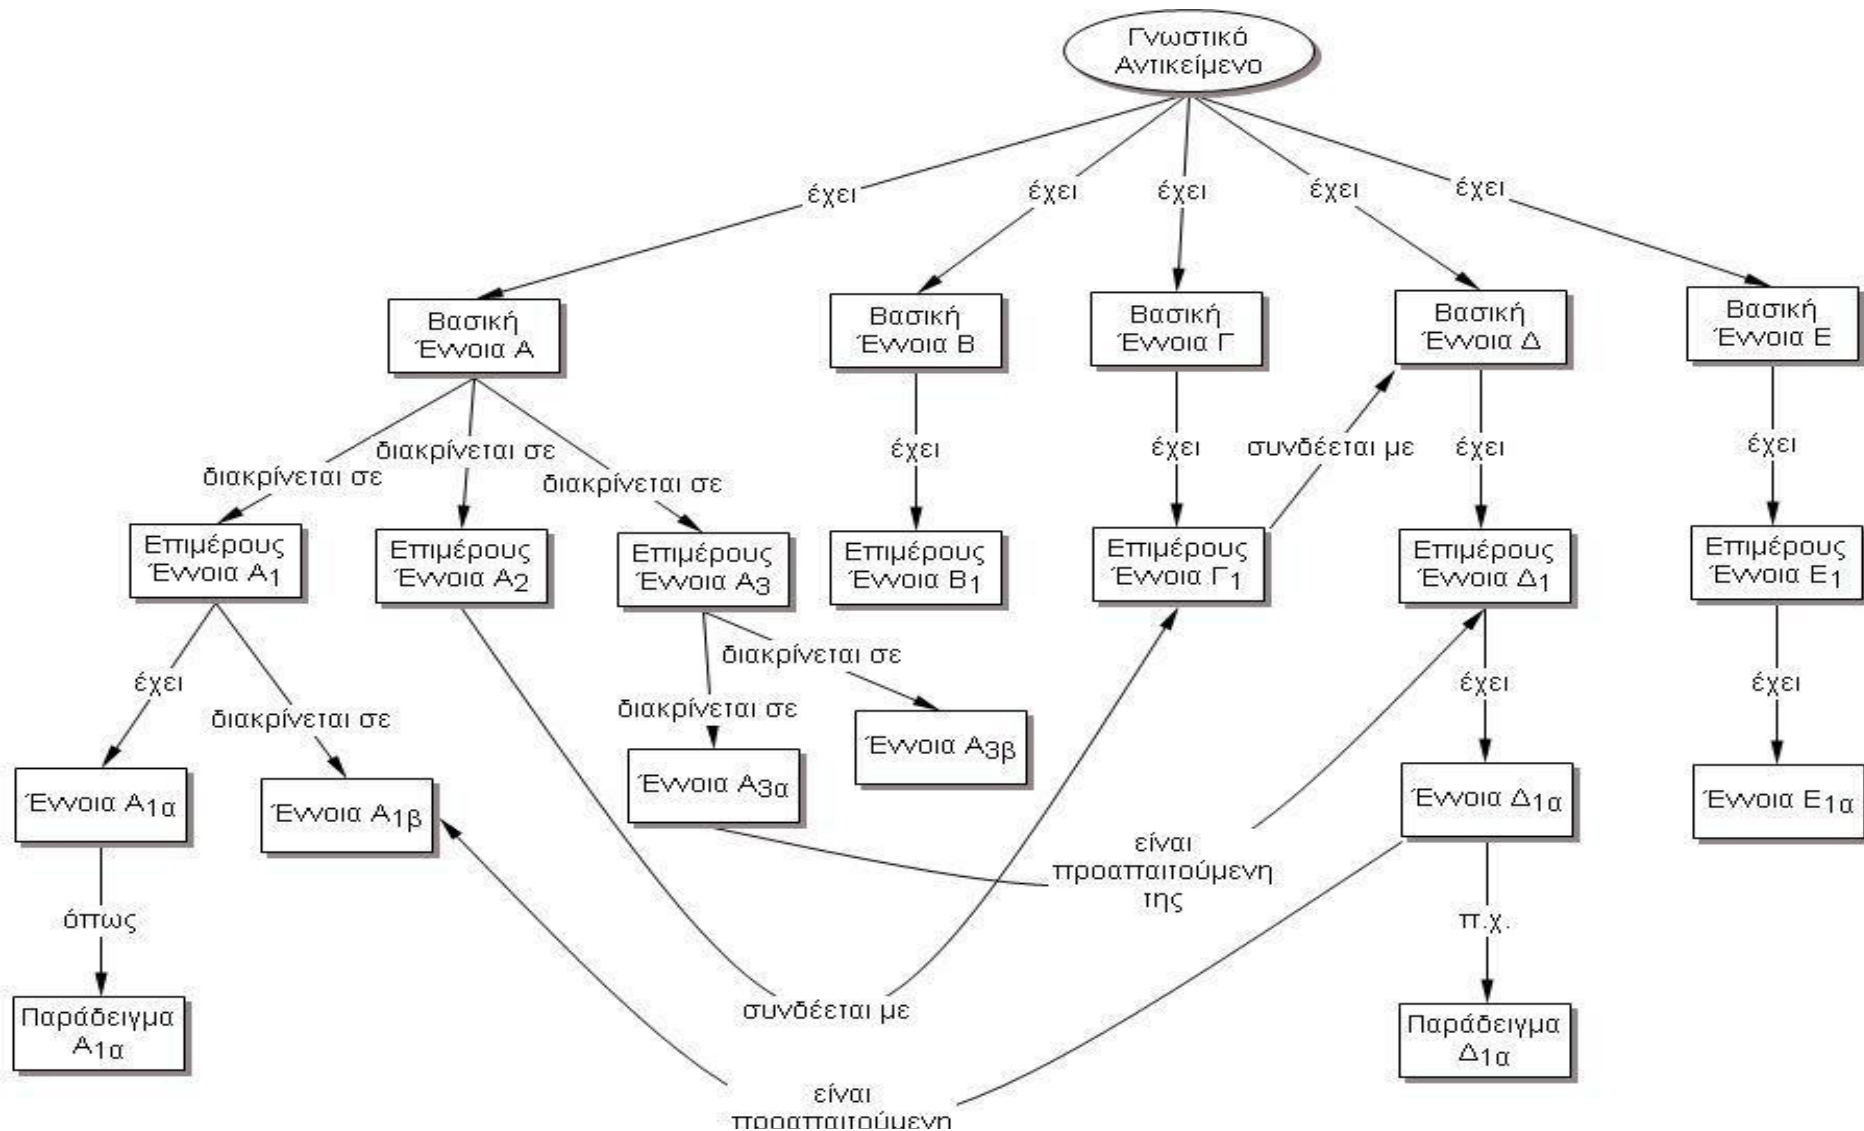 Γνωστικό
Αντικείμενο
έχει
έχει
έχει
έχει
έχει
Βασική
Έννοια Α
Βασική
Έννοια Β
Βασική
Έννοια Γ
Βασική
Έννοια Δ
Βασική
Έννοια Ε
διακρίνεται σε
διακρίνεται σε
διακρίνεται σε
έχει
έχει
συνδέεται με
έχει
έχει
Επιμέρους
Έννοια Α1
Επιμέρους
Έννοια Α2
Επιμέρους
Έννοια Α3
Επιμέρους
Έννοια Β1
Επιμέρους
Έννοια Γ1
Επιμέρους
Έννοια Δ1
Επιμέρους
Έννοια Ε1
έχει
διακρίνεται σε
διακρίνεται σε
διακρίνεται σε
έχει
έχει
Έννοια Α1α
Έννοια Α1β
Έννοια Α3α
Έννοια Α3β
Έννοια Δ1α
Έννοια Ε1α
είναι
προαπαιτούμενη
της
όπως
π.χ.
Παράδειγμα
Α1α
συνδέεται με
Παράδειγμα
Δ1α
είναι
προαπαιτούμενη